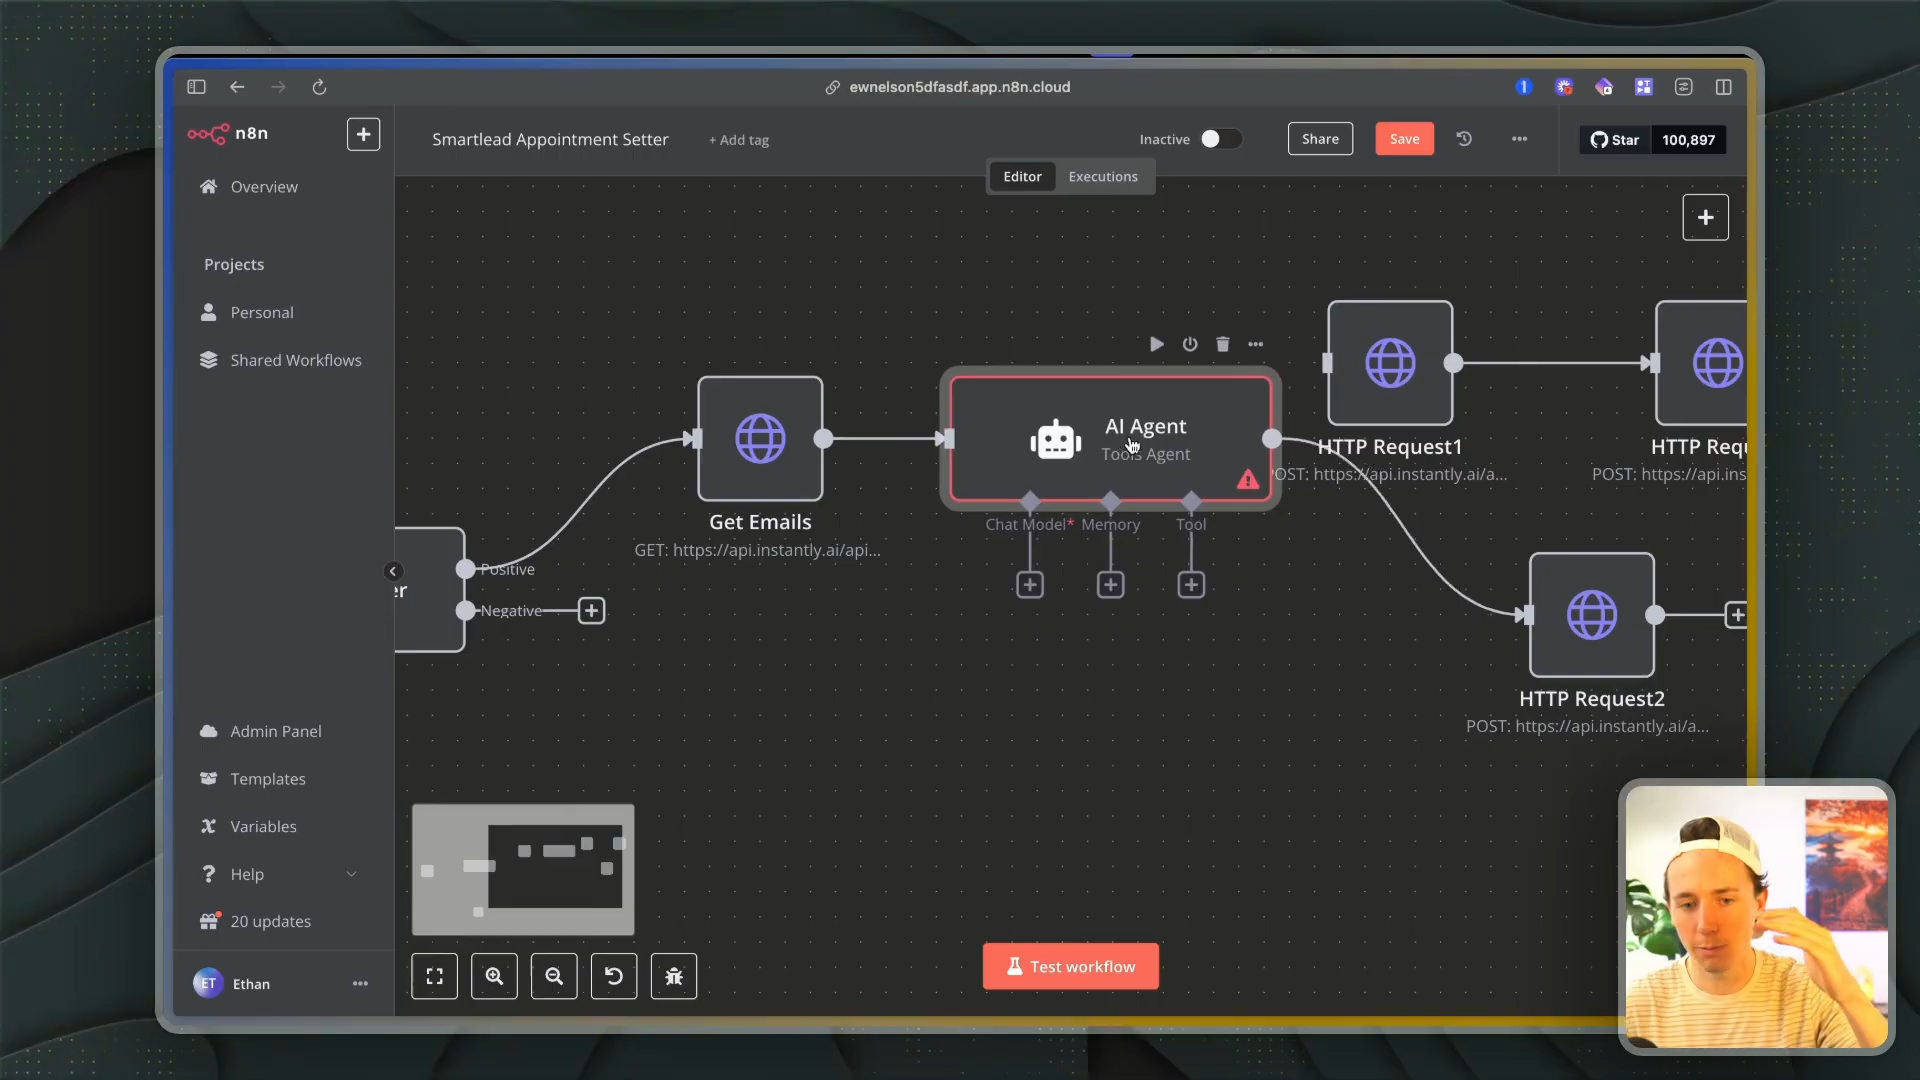 ewnelson5dfasdf.app.n8n.cloud
n8n
Smartlead Appointment Setter
+ Add tag
Inactive
Share
Save
Star
100,897
Editor
Executions
Overview
Projects
Personal
Shared Workflows
AI Agent
Tools Agent
Chat Model*
Memory
Tool
HTTP Request1
POST: https://api.instantly.ai/a...
HTTP Requ
POST: https://api.ins
Get Emails
GET: https://api.instantly.ai/api...
er
Positive
Negative
HTTP Request2
POST: https://api.instantly.ai/a...
Admin Panel
Templates
Variables
Help
20 updates
ET
Ethan
Test workflow